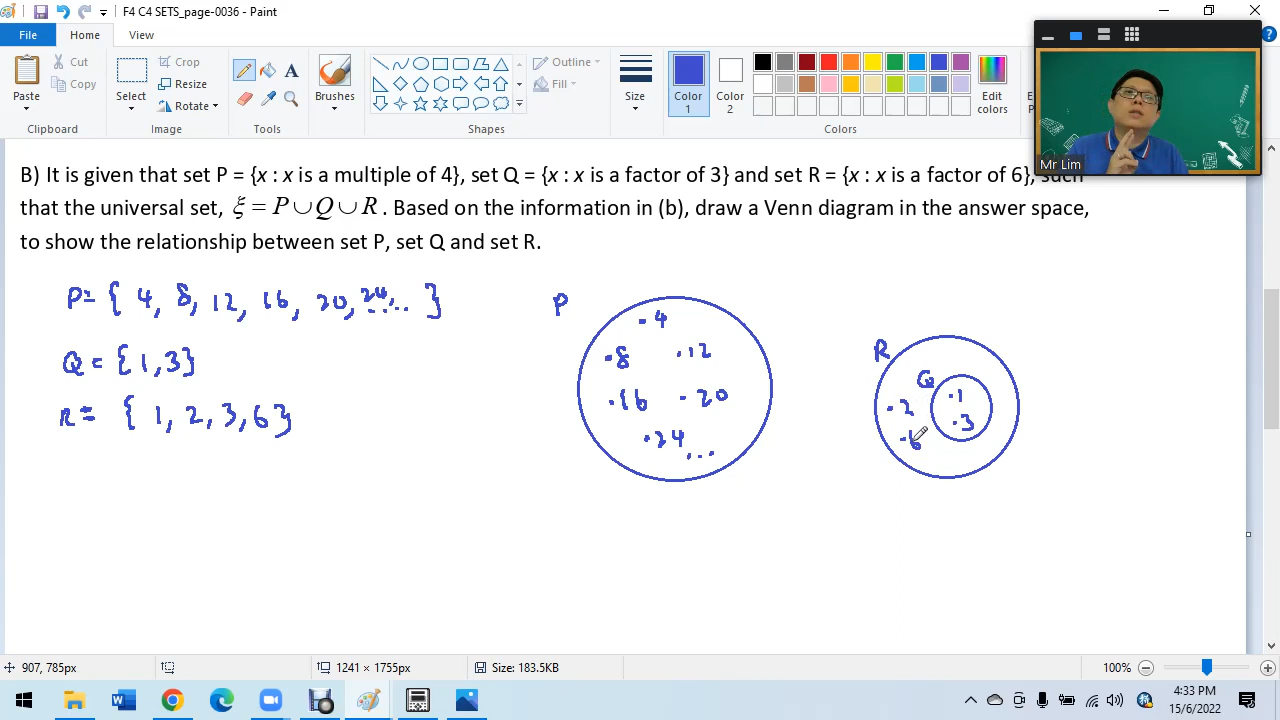 F4 C4 SETS_page-0036 - Paint
File Home View
Paste Cut Copy Clipboard
Select Crop Resize Rotate Image
Tools
Brushes
Shapes Outline Fill
Size
Color 1 Color 2 Edit colors Colors
Mr Lim
B) It is given that set P = {x : x is a multiple of 4}, set Q = {x : x is a factor of 3} and set R = {x : x is a factor of 6}, such
that the universal set, ξ = P ∪ Q ∪ R . Based on the information in (b), draw a Venn diagram in the answer space,
to show the relationship between set P, set Q and set R.
P = { 4, 8, 12, 16, 20, 24, ... }
Q = {1,3}
R = { 1, 2, 3, 6 }
P
.4
.8 .12
.16 .20
.24 ...
R
Q
.1
.2
.3
.6
907, 785px 1241 × 1755px Size: 183.5KB 100%
4:33 PM
15/6/2022